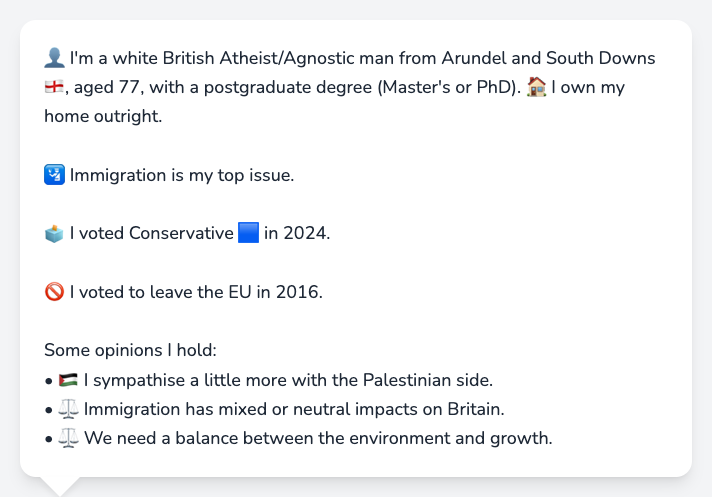 👤 I'm a white British Atheist/Agnostic man from Arundel and South Downs
🏴󠁧󠁢󠁥󠁮󠁧󠁿, aged 77, with a postgraduate degree (Master's or PhD). 🏠 I own my
home outright.
🛂 Immigration is my top issue.
🗳️ I voted Conservative 🟦 in 2024.
🚫 I voted to leave the EU in 2016.
Some opinions I hold:
• 🇵🇸 I sympathise a little more with the Palestinian side.
• ⚖️ Immigration has mixed or neutral impacts on Britain.
• ⚖️ We need a balance between the environment and growth.